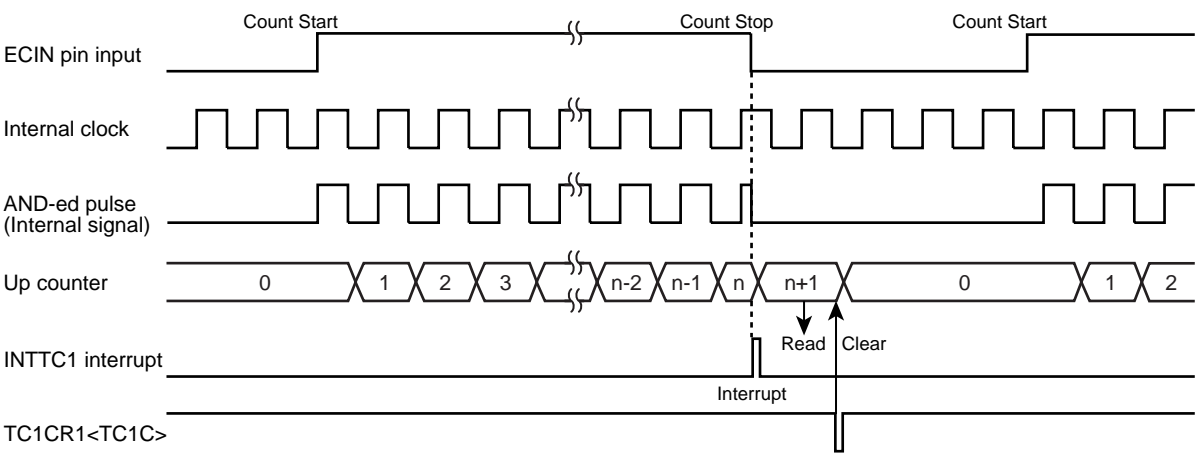 Count Start
Count Stop
Count Start
ECIN pin input
Internal clock
AND-ed pulse
(Internal signal)
Up counter
0
1
2
3
n-2
n-1
n
n+1
0
1
2
Read
Clear
INTTC1 interrupt
Interrupt
TC1CR1<TC1C>